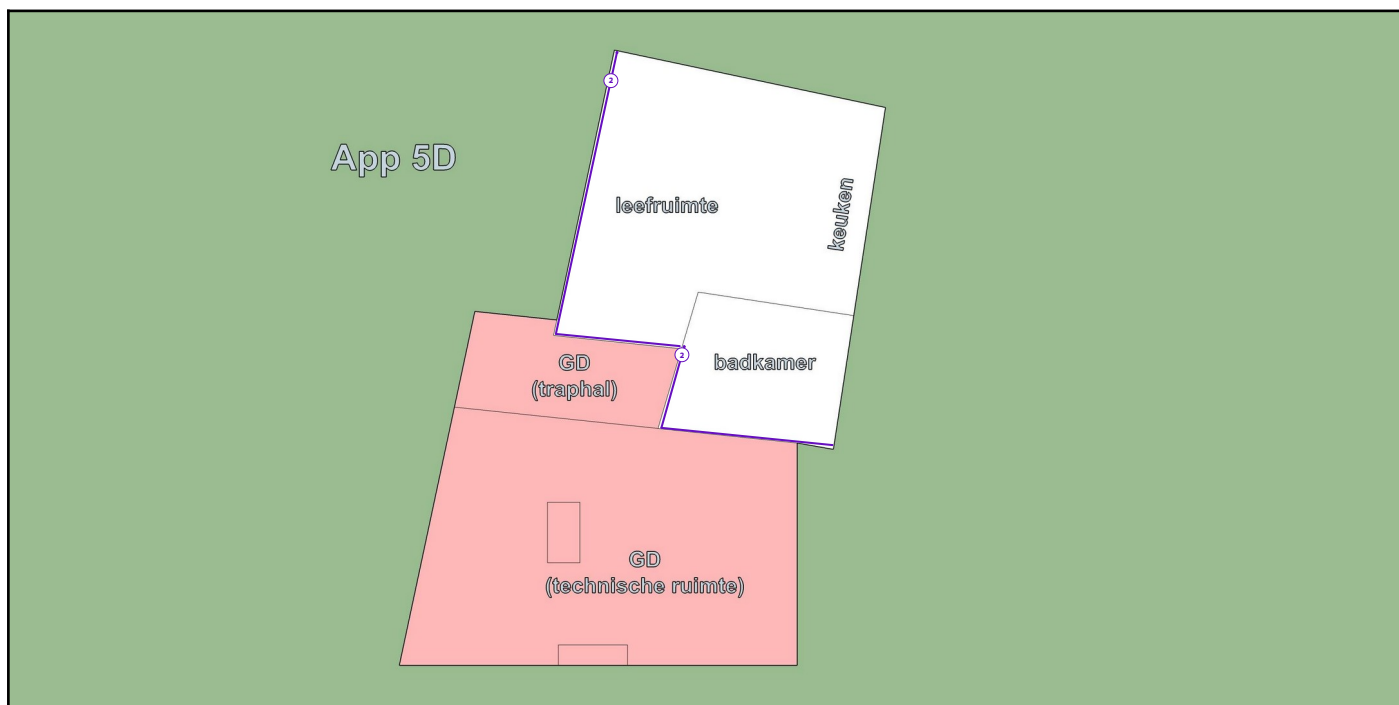 2
App 5D
leefruimte
keuken
2
GD
(traphal)
badkamer
GD
(technische ruimte)